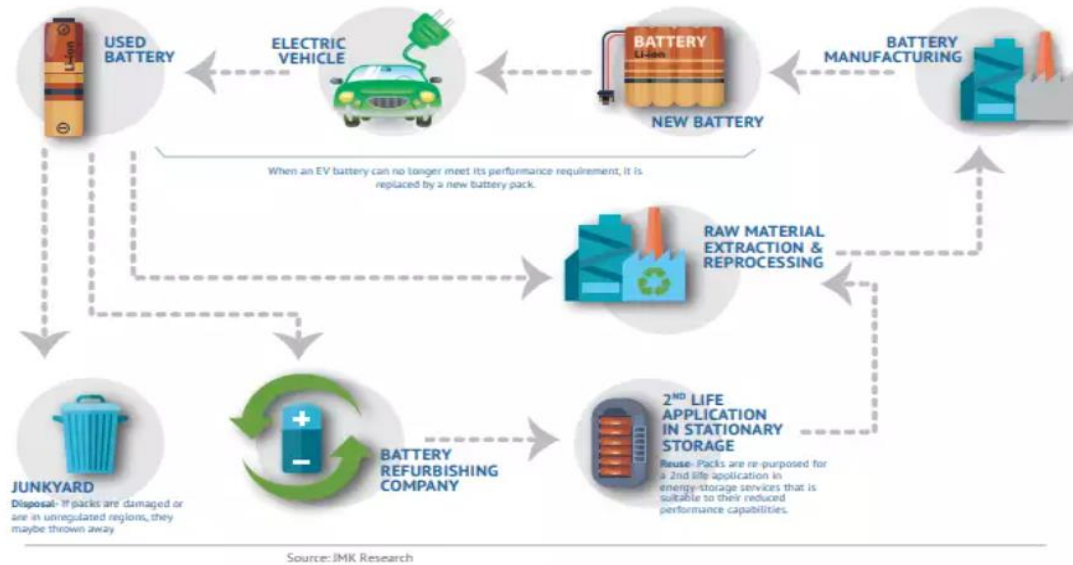 USED
BATTERY
Li-ion
ELECTRIC
VEHICLE
BATTERY
Li-ion
NEW BATTERY
BATTERY
MANUFACTURING
When an EV battery can no longer meet its performance requirement, it is
replaced by a new battery pack.
RAW MATERIAL
EXTRACTION &
REPROCESSING
JUNKYARD
Disposal- If packs are damaged or
are in unregulated regions, they
maybe thrown away
BATTERY
REFURBISHING
COMPANY
2ND LIFE
APPLICATION
IN STATIONARY
STORAGE
Reuse- Packs are re-purposed for
a 2nd life application in
energy-storage services that is
suitable to their reduced
performance capabilities.
Source: JMK Research